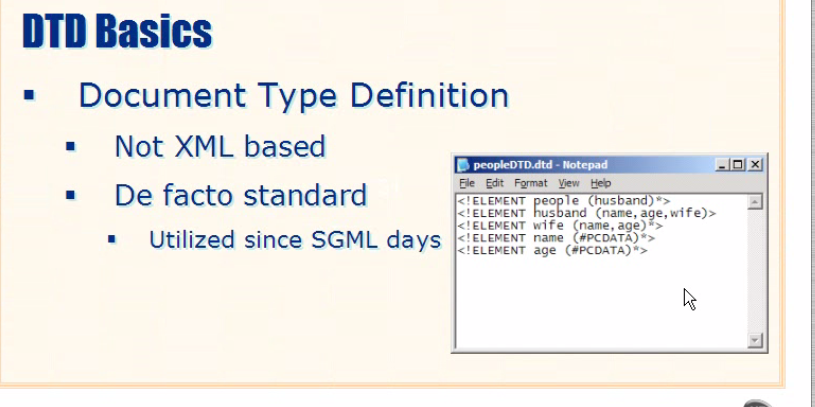 DTD Basics
▪ Document Type Definition
▪ Not XML based
▪ De facto standard
▪ Utilized since SGML days
peopleDTD.dtd - Notepad
File Edit Format View Help
<!ELEMENT people (husband)*>
<!ELEMENT husband (name,age,wife)>
<!ELEMENT wife (name,age)*>
<!ELEMENT name (#PCDATA)*>
<!ELEMENT age (#PCDATA)*>